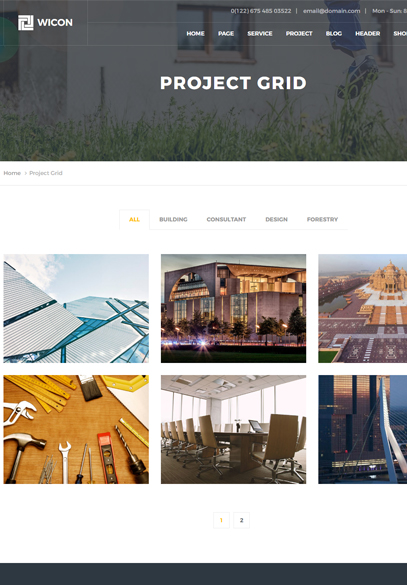 0(122) 675 465 03522 | email@domain.com | Mon - Sun: 8
WICON
HOME PAGE SERVICE PROJECT BLOG HEADER SHO
PROJECT GRID
Home > Project Grid
ALL BUILDING CONSULTANT DESIGN FORESTRY
1 2